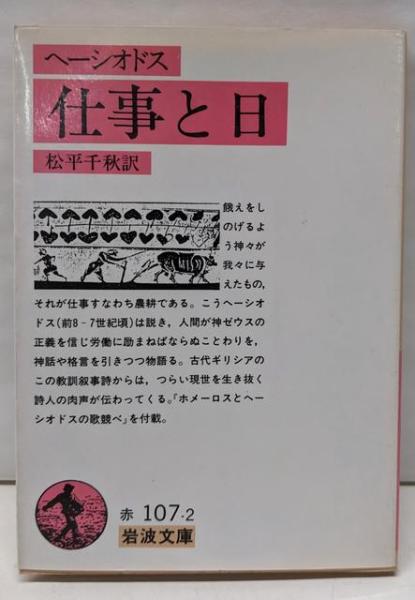 ヘーシオドス
仕事と日
松平千秋訳
餓えをし
のげるよ
う神々が
我々に与
えたもの,
それが仕事すなわち農耕である。こうヘーシオ
ドス(前8‐7世紀頃)は説き,人間が神ゼウスの
正義を信じ労働に励まねばならぬことわりを,
神話や格言を引きつつ物語る。古代ギリシアの
この教訓叙事詩からは,つらい現世を生き抜く
詩人の肉声が伝わってくる。『ホメーロスとヘー
シオドスの歌競べ』を付載。
赤 107-2
岩波文庫